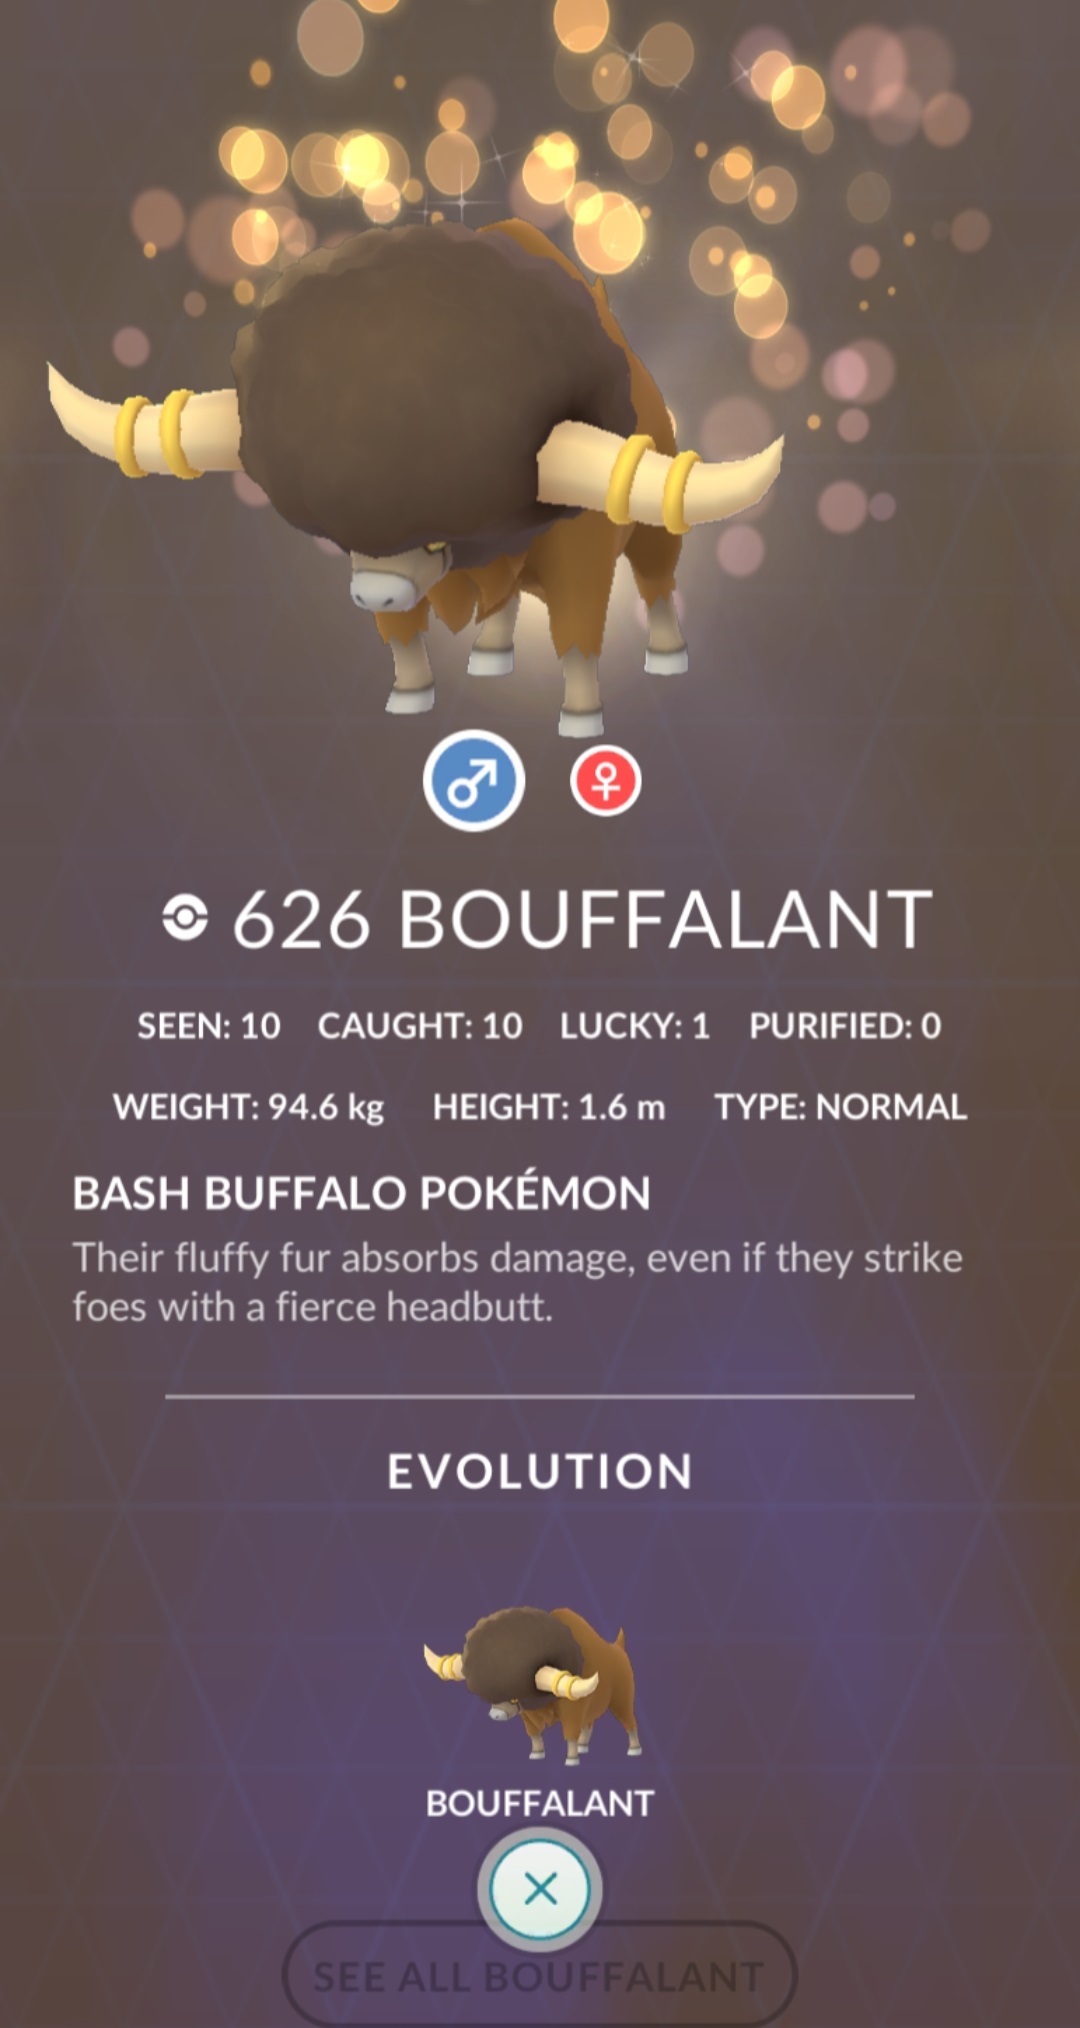 626 BOUFFALANT
SEEN: 10 CAUGHT: 10 LUCKY: 1 PURIFIED: 0
WEIGHT: 94.6 kg HEIGHT: 1.6 m TYPE: NORMAL
BASH BUFFALO POKÉMON
Their fluffy fur absorbs damage, even if they strike
foes with a fierce headbutt.
EVOLUTION
BOUFFALANT
SEE ALL BOUFFALANT